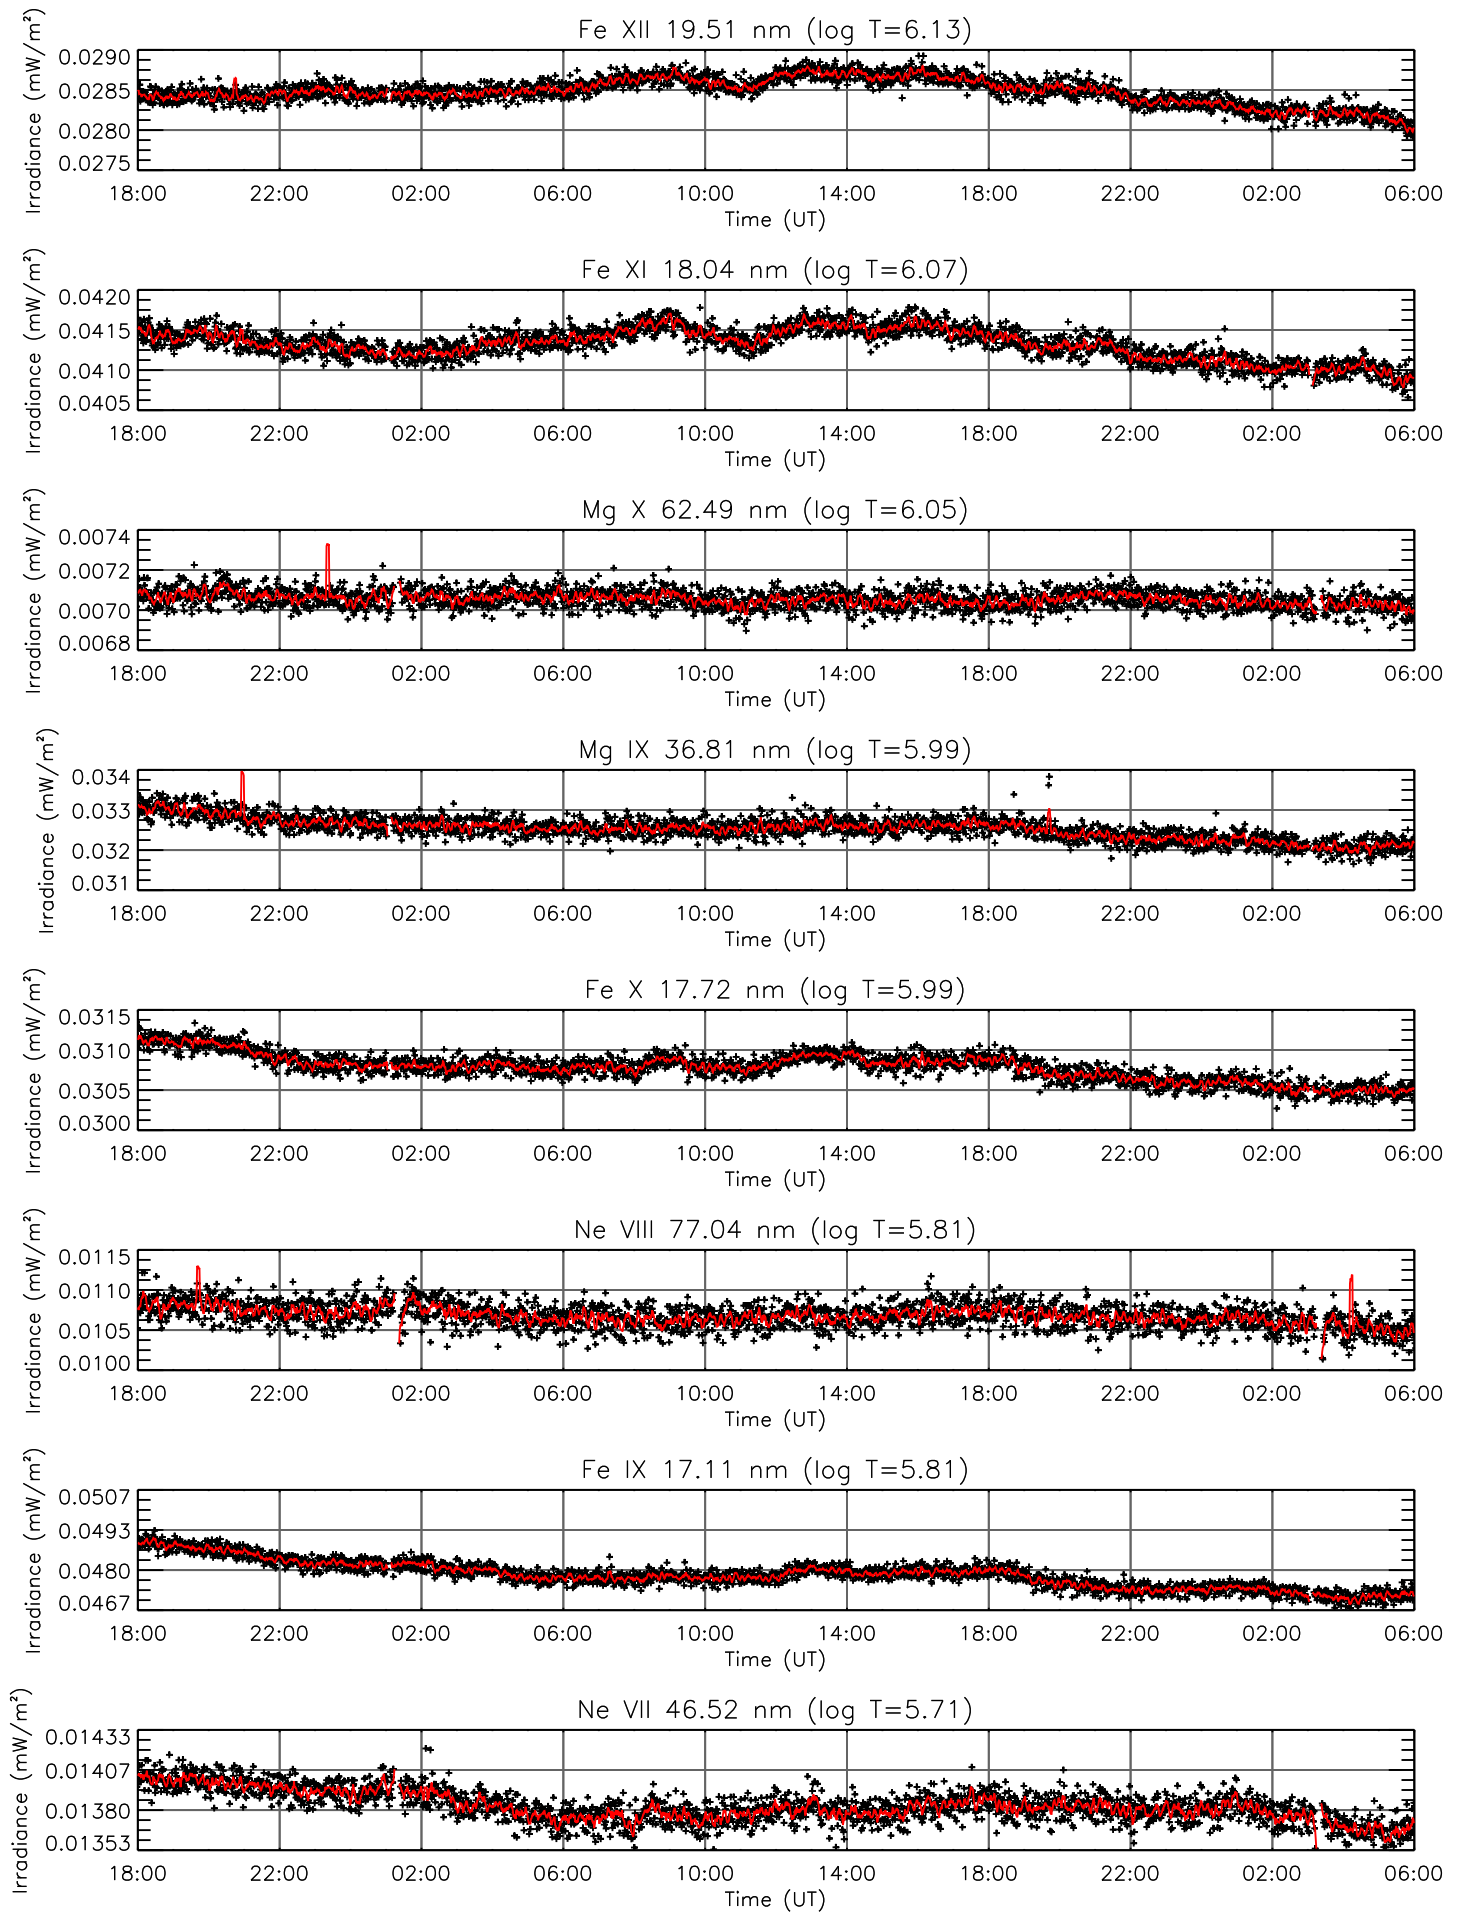 Fe XII 19.51 nm (log T=6.13)
Irradiance (mW/m²)
0.0290
0.0285
0.0280
0.0275
18:00 22:00 02:00 06:00 10:00 14:00 18:00 22:00 02:00 06:00
Time (UT)
Fe XI 18.04 nm (log T=6.07)
Irradiance (mW/m²)
0.0420
0.0415
0.0410
0.0405
18:00 22:00 02:00 06:00 10:00 14:00 18:00 22:00 02:00 06:00
Time (UT)
Mg X 62.49 nm (log T=6.05)
Irradiance (mW/m²)
0.0074
0.0072
0.0070
0.0068
18:00 22:00 02:00 06:00 10:00 14:00 18:00 22:00 02:00 06:00
Time (UT)
Mg IX 36.81 nm (log T=5.99)
Irradiance (mW/m²)
0.034
0.033
0.032
0.031
18:00 22:00 02:00 06:00 10:00 14:00 18:00 22:00 02:00 06:00
Time (UT)
Fe X 17.72 nm (log T=5.99)
Irradiance (mW/m²)
0.0315
0.0310
0.0305
0.0300
18:00 22:00 02:00 06:00 10:00 14:00 18:00 22:00 02:00 06:00
Time (UT)
Ne VIII 77.04 nm (log T=5.81)
Irradiance (mW/m²)
0.0115
0.0110
0.0105
0.0100
18:00 22:00 02:00 06:00 10:00 14:00 18:00 22:00 02:00 06:00
Time (UT)
Fe IX 17.11 nm (log T=5.81)
Irradiance (mW/m²)
0.0507
0.0493
0.0480
0.0467
18:00 22:00 02:00 06:00 10:00 14:00 18:00 22:00 02:00 06:00
Time (UT)
Ne VII 46.52 nm (log T=5.71)
Irradiance (mW/m²)
0.01433
0.01407
0.01380
0.01353
18:00 22:00 02:00 06:00 10:00 14:00 18:00 22:00 02:00 06:00
Time (UT)